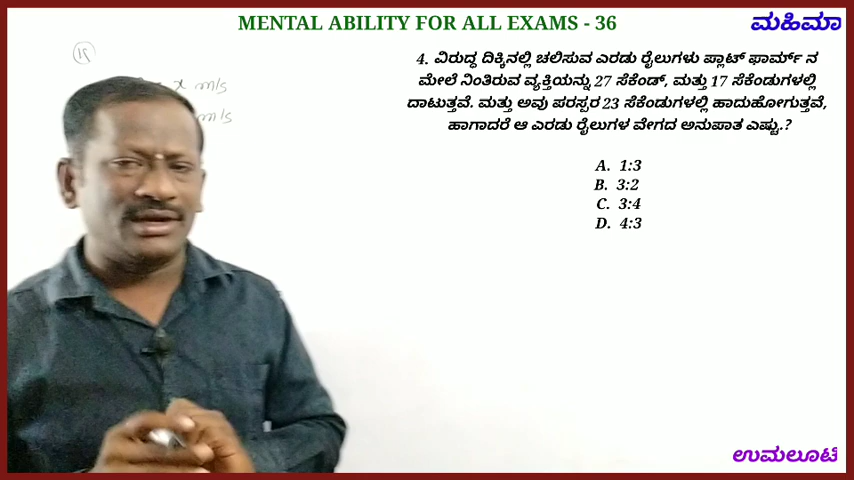 MENTAL ABILITY FOR ALL EXAMS - 36
ಮಹಿಮಾ
4. ವಿರುದ್ಧ ದಿಕ್ಕಿನಲ್ಲಿ ಚಲಿಸುವ ಎರಡು ರೈಲುಗಳು ಪ್ಲಾಟ್ ಫಾರ್ಮ್ ನ
ಮೇಲೆ ನಿಂತಿರುವ ವ್ಯಕ್ತಿಯನ್ನು 27 ಸೆಕೆಂಡ್, ಮತ್ತು 17 ಸೆಕೆಂಡುಗಳಲ್ಲಿ
ದಾಟುತ್ತವೆ. ಮತ್ತು ಅವು ಪರಸ್ಪರ 23 ಸೆಕೆಂಡುಗಳಲ್ಲಿ ಹಾದುಹೋಗುತ್ತವೆ,
ಹಾಗಾದರೆ ಆ ಎರಡು ರೈಲುಗಳ ವೇಗದ ಅನುಪಾತ ಎಷ್ಟು.?
A. 1:3
B. 3:2
C. 3:4
D. 4:3
x m/s
m/s
ಉಮಲೂಟಿ